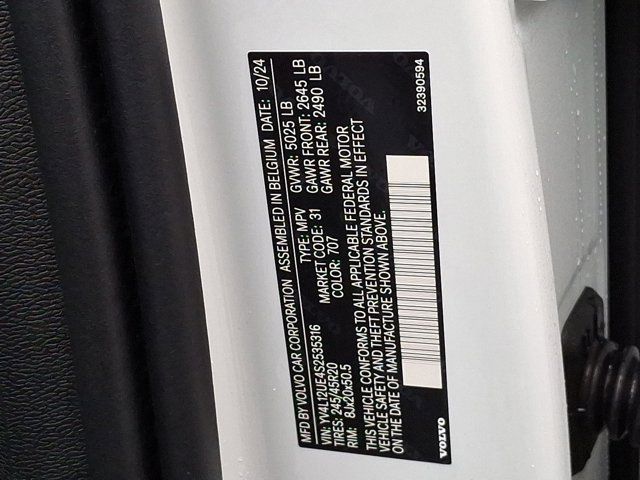 MFD BY VOLVO CAR CORPORATION ASSEMBLED IN BELGIUM DATE: 10/24
VIN: YV4L12UE4S2535316 TYPE: MPV GVWR: 5025 LB
TIRES: 245/45R20 MARKET CODE: 31 GAWR FRONT: 2645 LB
RIM: 8Jx20x50.5 COLOR: 707 GAWR REAR: 2490 LB
THIS VEHICLE CONFORMS TO ALL APPLICABLE FEDERAL MOTOR
VEHICLE SAFETY AND THEFT PREVENTION STANDARDS IN EFFECT
ON THE DATE OF MANUFACTURE SHOWN ABOVE.
VOLVO 32390594